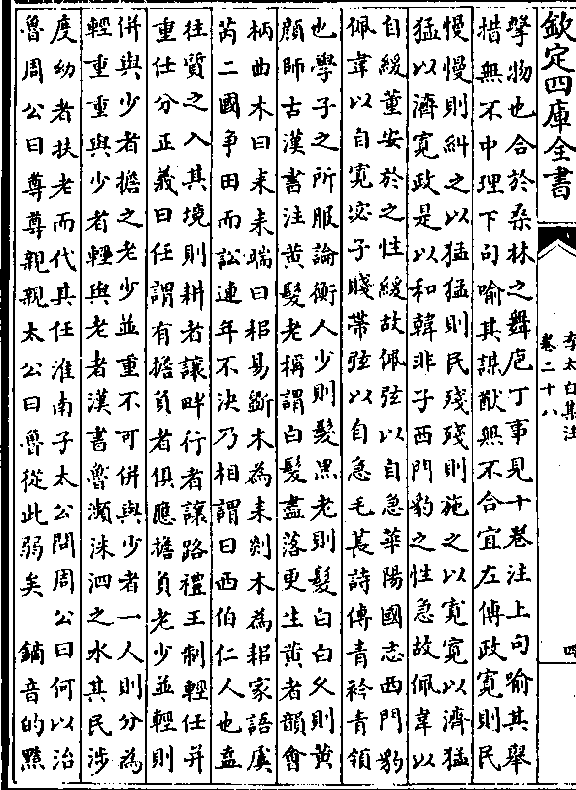 欽定四庫全書
李太白集注
卷二十八
四
聲物也合於桑林之舞庖丁事見十卷注上句喻其舉
措無不中理下句喻其謀猷無不合宜左傳政寬則民
慢慢則糾之以猛猛則民殘殘則施之以寬寬以濟猛
猛以濟寬政是以和韓非子西門豹之性急故佩韋以
自緩董安於之性緩故佩弦以自急華陽國志西門豹
佩韋以自寬宓子賤帶弦以自急毛萇詩傳青衿青領
也學子之所服論衡人少則髮黒老則髮白白久則黄
顔師古漢書注黄髮老稱謂白髮盡落更生黄者韻會
柄曲木曰耒耒端曰耜易斵木為耒剡木為耜家語虞
芮二國争田而訟連年不決乃相謂曰西伯仁人也盍
往質之入其境則耕者讓畔行者讓路禮王制輕任并
重任分正義曰任謂有擔負者俱應擔負老少並輕則
併與少者擔之老少並重不可併與少者一人則分為
輕重重與少者輕與老者漢書魯瀕洙泗之水其民涉
度幼者扶老而代其任淮南子太公問周公曰何以治
魯周公曰尊尊親親太公曰魯從此弱矣　鏑音的黠